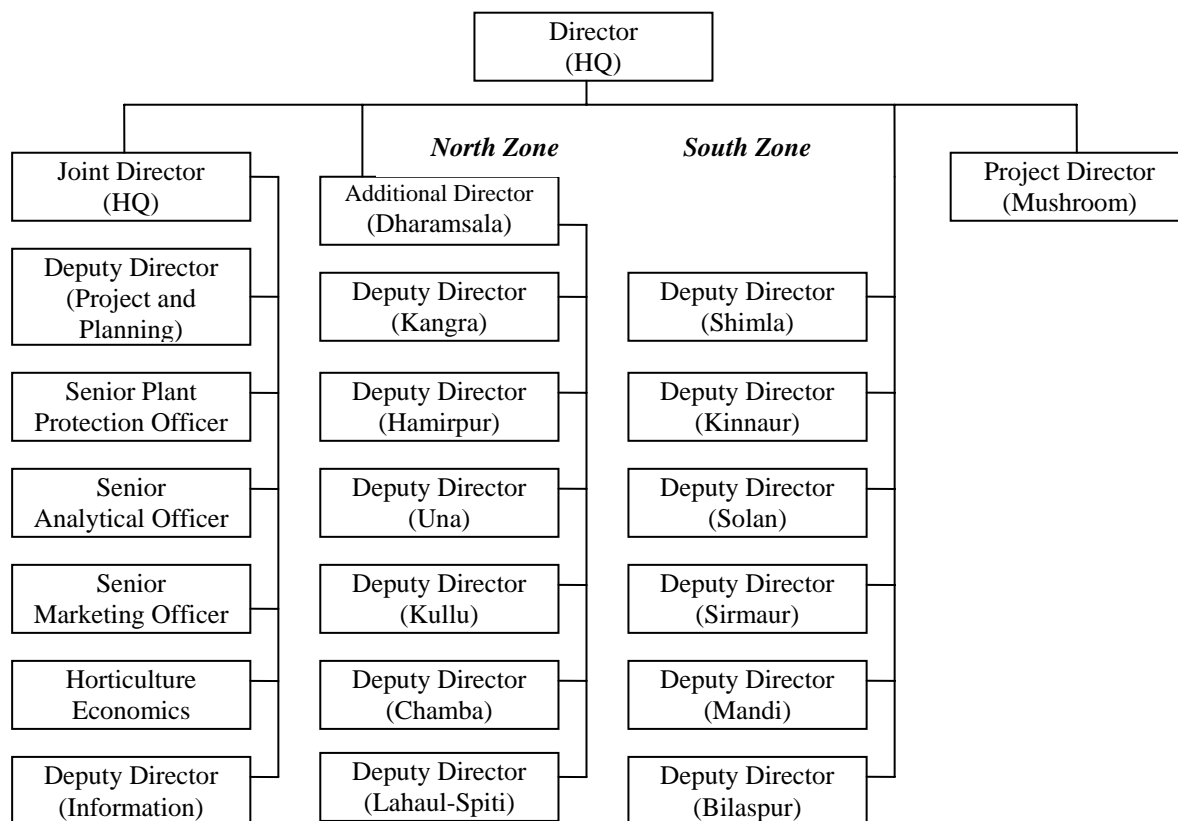 Director
(HQ)
North Zone
South Zone
Joint Director
(HQ)
Deputy Director
(Project and
Planning)
Senior Plant
Protection Officer
Senior
Analytical Officer
Senior
Marketing Officer
Horticulture
Economics
Deputy Director
(Information)
Additional Director
(Dharamsala)
Deputy Director
(Kangra)
Deputy Director
(Hamirpur)
Deputy Director
(Una)
Deputy Director
(Kullu)
Deputy Director
(Chamba)
Deputy Director
(Lahaul-Spiti)
Deputy Director
(Shimla)
Deputy Director
(Kinnaur)
Deputy Director
(Solan)
Deputy Director
(Sirmaur)
Deputy Director
(Mandi)
Deputy Director
(Bilaspur)
Project Director
(Mushroom)